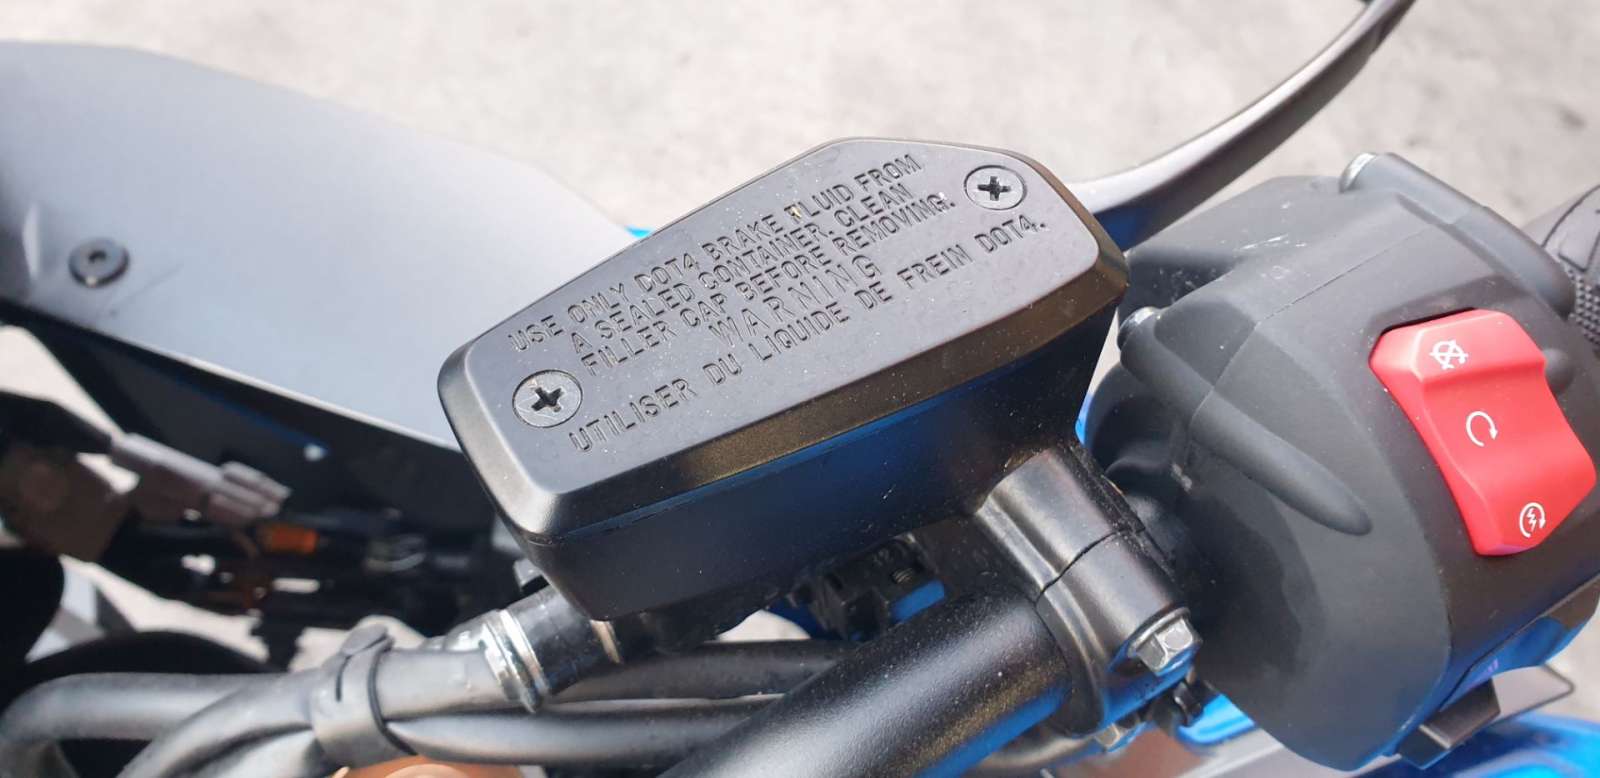 USE ONLY DOT4 BRAKE FLUID FROM
A SEALED CONTAINER. CLEAN
FILLER CAP BEFORE REMOVING.
WARNING
UTILISER DU LIQUIDE DE FREIN DOT4.